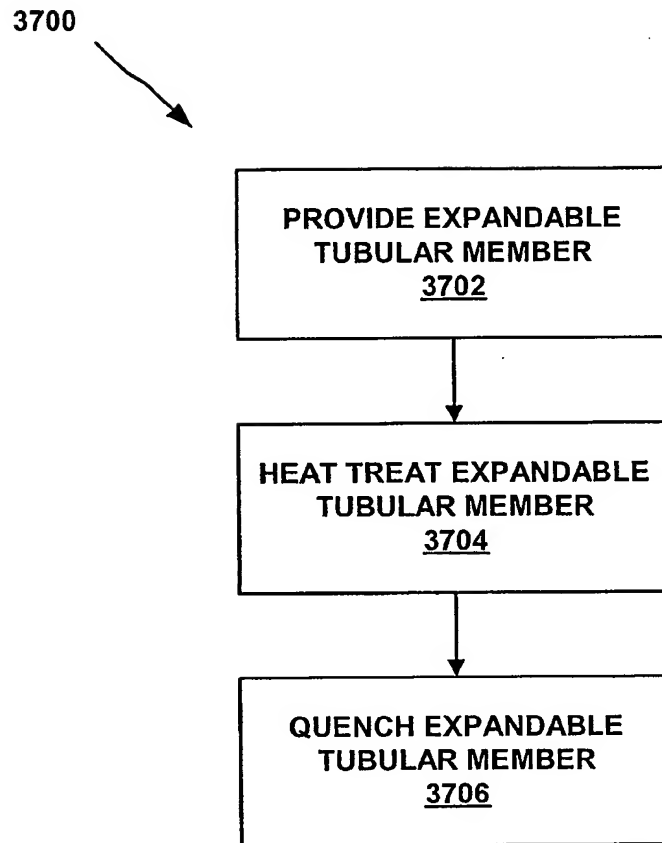 3700
PROVIDE EXPANDABLE
TUBULAR MEMBER
3702
HEAT TREAT EXPANDABLE
TUBULAR MEMBER
3704
QUENCH EXPANDABLE
TUBULAR MEMBER
3706